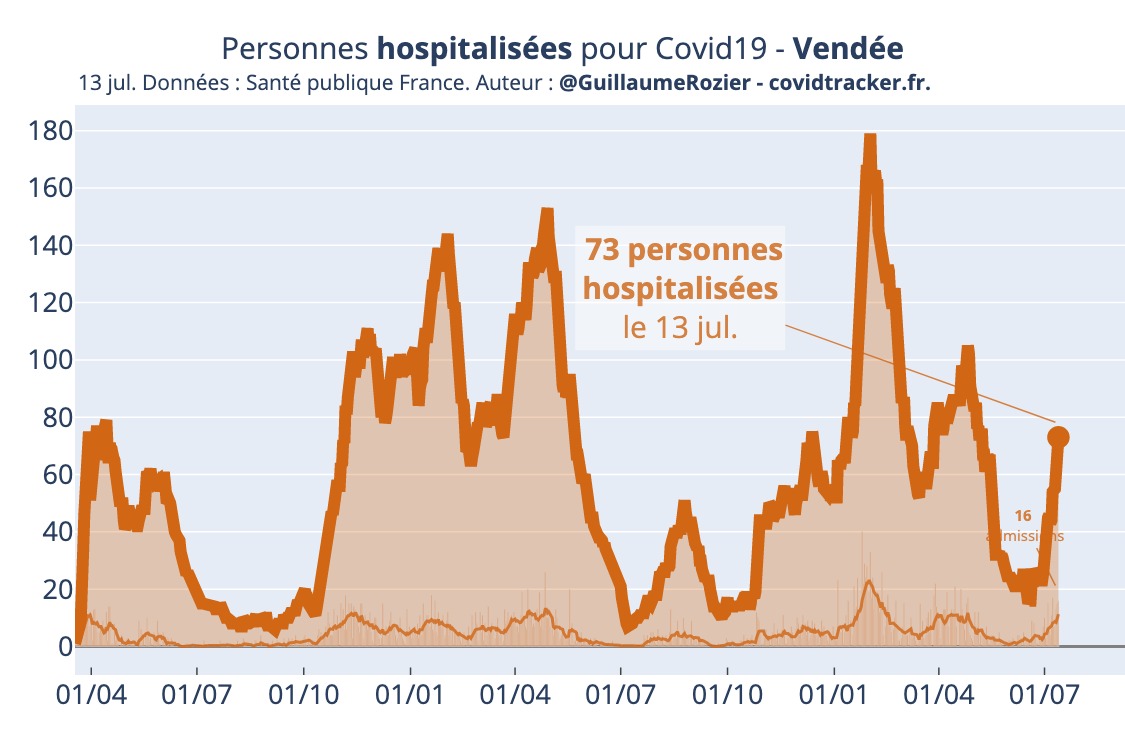 Personnes hospitalisées pour Covid19 - Vendée
13 jul. Données : Santé publique France. Auteur : @GuillaumeRozier - covidtracker.fr.
180
160
140
120
100
80
60
40
20
0
73 personnes
hospitalisées
le 13 jul.
16
admissions
01/04 01/07 01/10 01/01 01/04 01/07 01/10 01/01 01/04 01/07